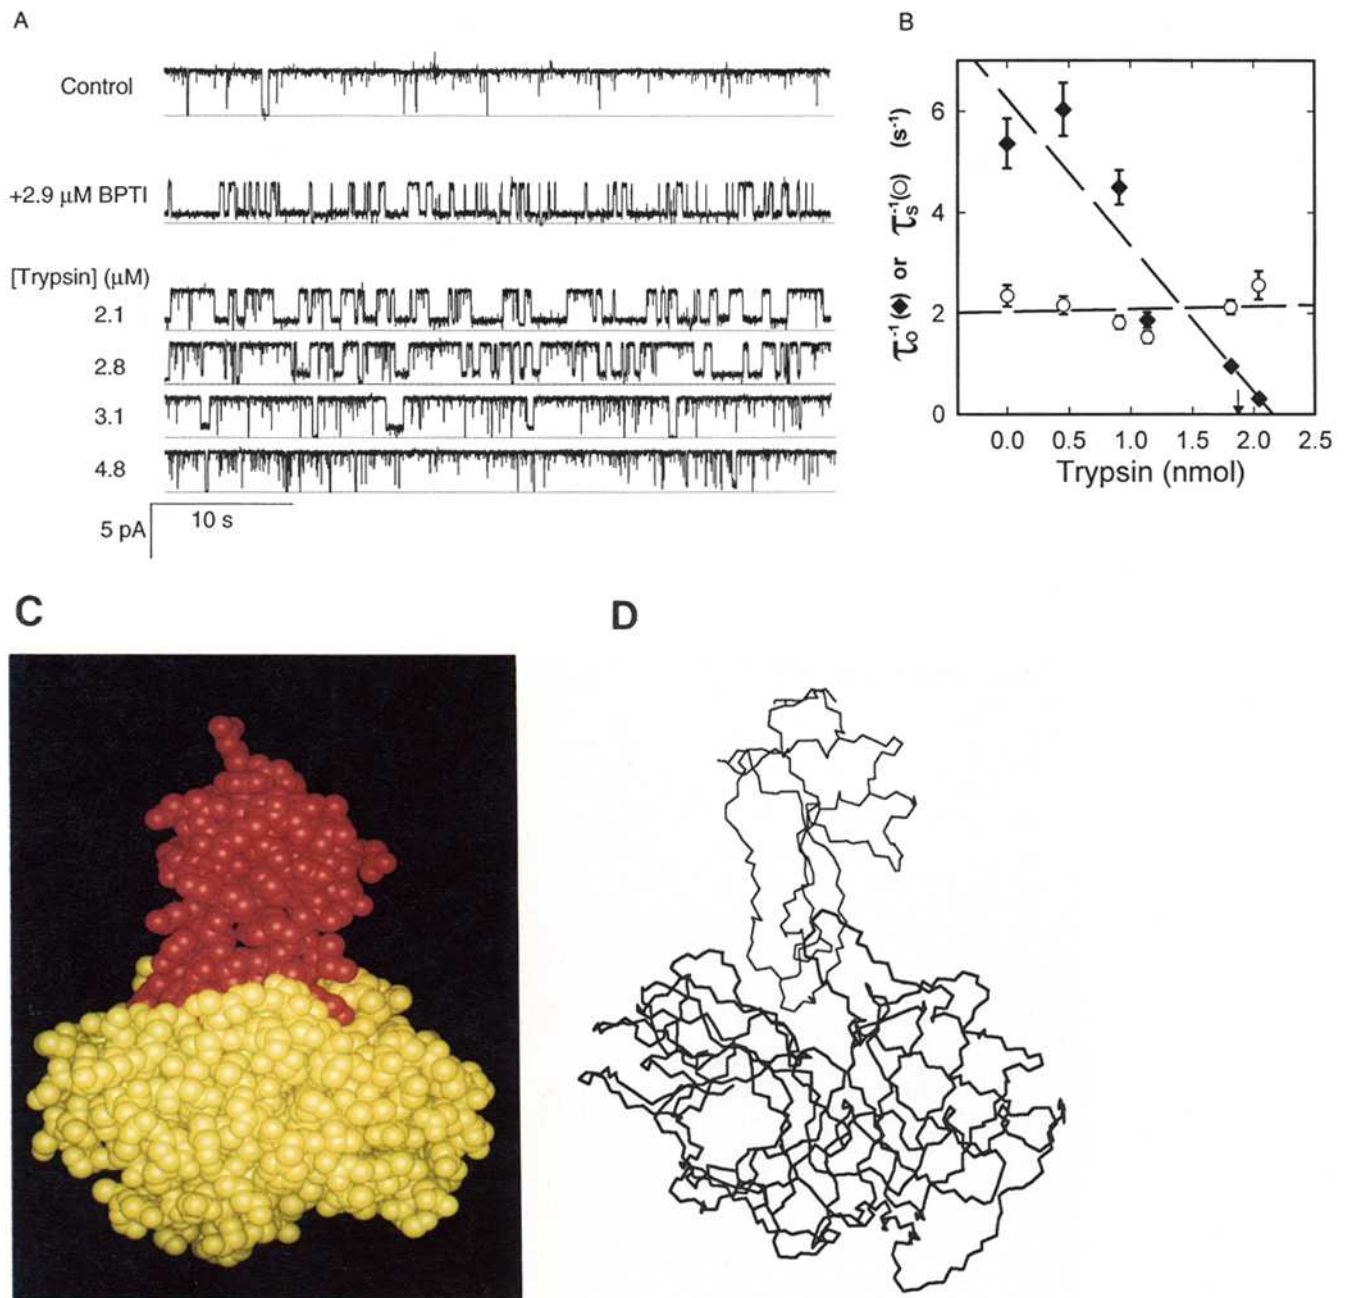 A
Control
+2.9 μM BPTI
[Trypsin] (μM)
2.1
2.8
3.1
4.8
5 pA
10 s
B
τo⁻¹(◆) or τs⁻¹(○) (s⁻¹)
6
4
2
0
0.0 0.5 1.0 1.5 2.0 2.5
Trypsin (nmol)
C
D